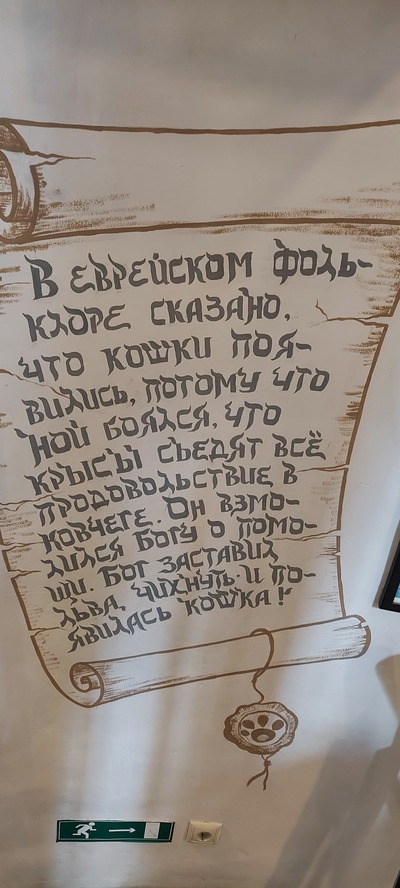 В еврейском фоль-
клоре сказано,
что кошки поя-
вились, потому что
Ной боялся, что
крысы съедят всё
продовольствие в
ковчеге. Он взмо-
лился Богу о помо-
щи. Бог заставил
льва, чихнуть. И по-
явилась кошка!